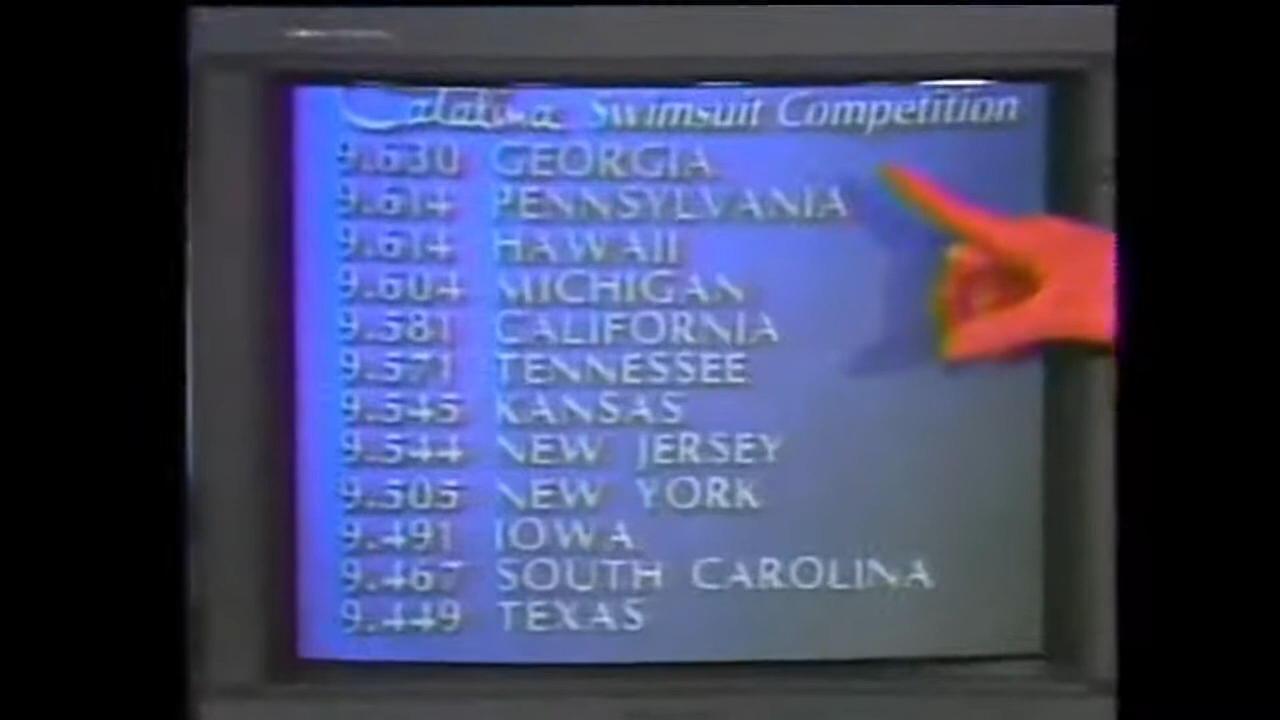 Catalina Swimsuit Competition
9.630 GEORGIA
9.614 PENNSYLVANIA
9.614 HAWAII
9.604 MICHIGAN
9.581 CALIFORNIA
9.571 TENNESSEE
9.545 KANSAS
9.544 NEW JERSEY
9.505 NEW YORK
9.491 IOWA
9.467 SOUTH CAROLINA
9.449 TEXAS